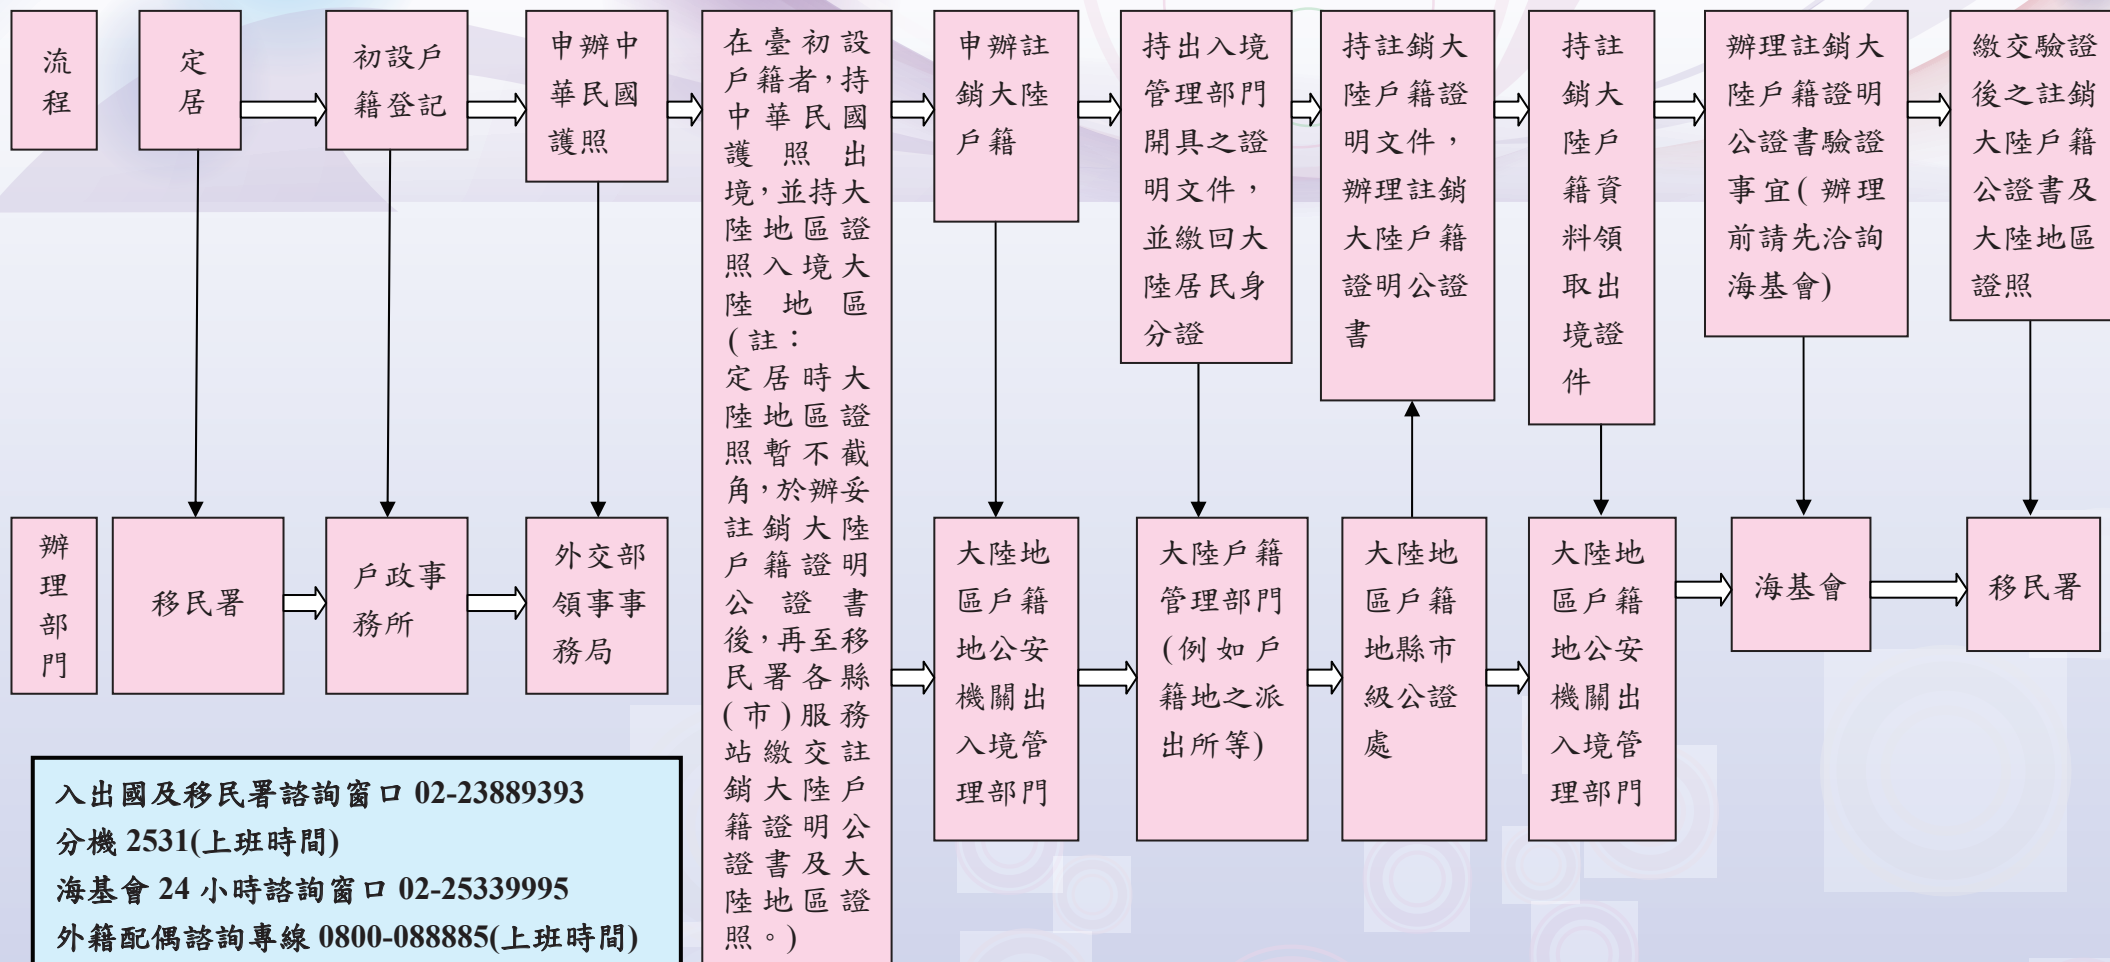 流
程
定
居
初設戶
籍登記
申辦中
華民國
護照
在臺初設
戶籍者，持
中華民國
護照出
境，並持大
陸地區證
照入境大
陸地區
(註：
定居時大
陸地區證
照暫不截
角，於辦妥
註銷大陸
戶籍證明
公證書
後，再至移
民署各縣
(市)服務
站繳交註
銷大陸戶
籍證明公
證書及大
陸地區證
照。)
申辦註
銷大陸
戶籍
持出入境
管理部門
開具之證
明文件，
並繳回大
陸居民身
分證
持註銷大
陸戶籍證
明文件，
辦理註銷
大陸戶籍
證明公證
書
持註
銷大
陸戶
籍資
料領
取出
境證
件
辦理註銷大
陸戶籍證明
公證書驗證
事宜(辦理
前請先洽詢
海基會)
繳交驗證
後之註銷
大陸戶籍
公證書及
大陸地區
證照
辦
理
部
門
移民署
戶政事
務所
外交部
領事事
務局
大陸地
區戶籍
地公安
機關出
入境管
理部門
大陸戶籍
管理部門
(例如戶
籍地之派
出所等)
大陸地
區戶籍
地縣市
級公證
處
大陸地
區戶籍
地公安
機關出
入境管
理部門
海基會
移民署
入出國及移民署諮詢窗口 02-23889393
分機 2531(上班時間)
海基會 24 小時諮詢窗口 02-25339995
外籍配偶諮詢專線 0800-088885(上班時間)